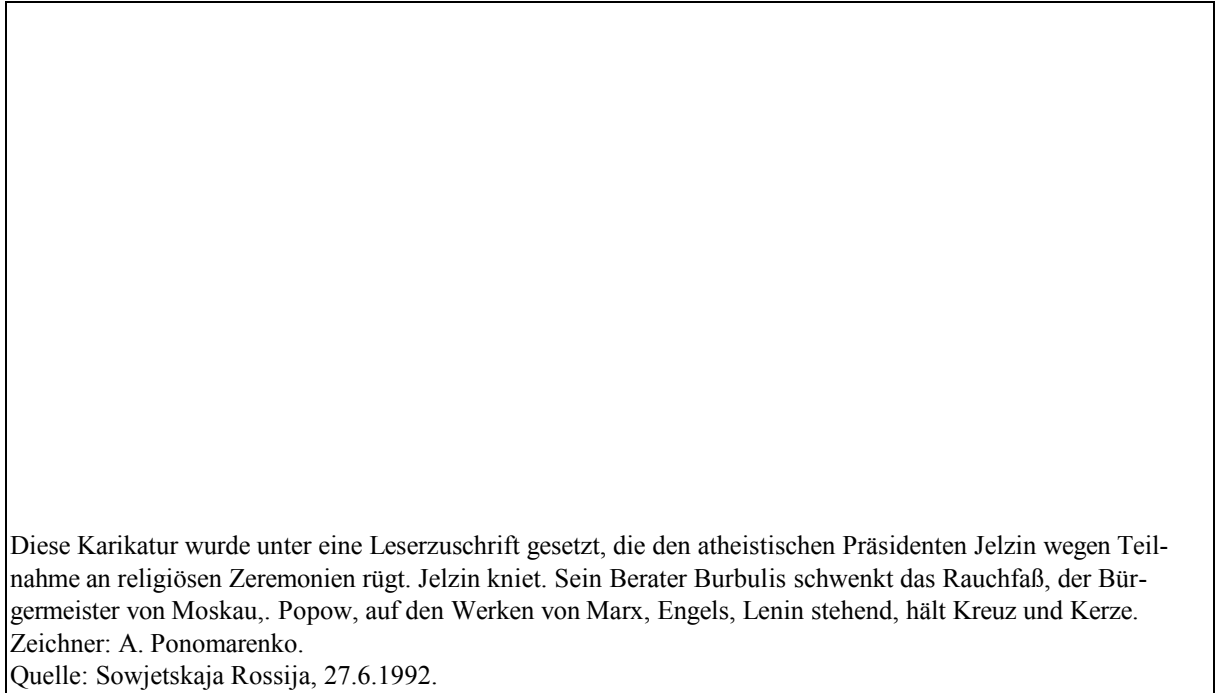 Diese Karikatur wurde unter eine Leserzuschrift gesetzt, die den atheistischen Präsidenten Jelzin wegen Teil-
nahme an religiösen Zeremonien rügt. Jelzin kniet. Sein Berater Burbulis schwenkt das Rauchfaß, der Bür-
germeister von Moskau,. Popow, auf den Werken von Marx, Engels, Lenin stehend, hält Kreuz und Kerze.
Zeichner: A. Ponomarenko.
Quelle: Sowjetskaja Rossija, 27.6.1992.